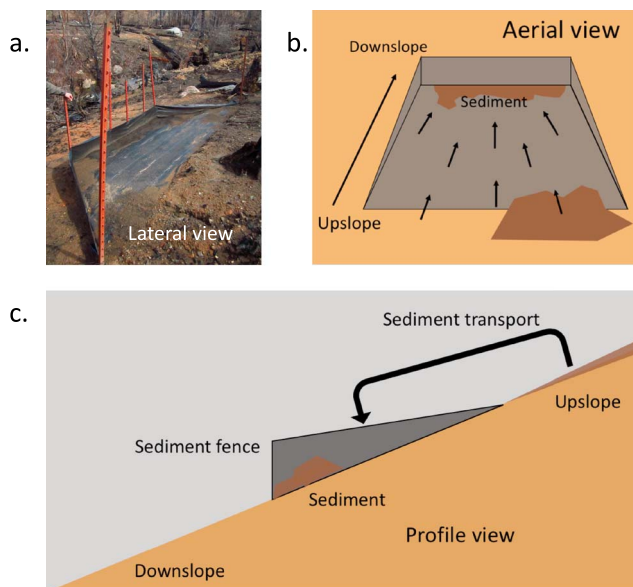 a.
Lateral view
b.
Aerial view
Downslope
Sediment
Upslope
c.
Sediment transport
Upslope
Sediment fence
Sediment
Profile view
Downslope